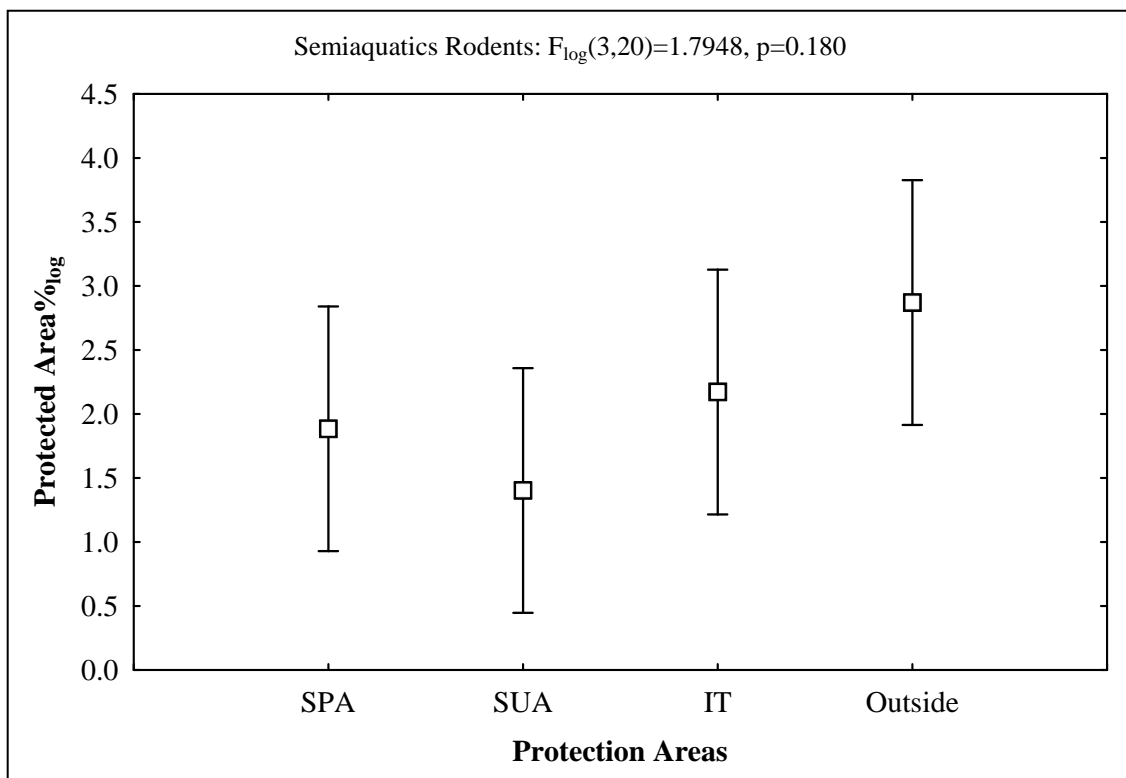 Semiaquatics Rodents: Flog(3,20)=1.7948, p=0.180
4.5
4.0
3.5
3.0
2.5
2.0
1.5
1.0
0.5
0.0
Protected Area%log
SPA SUA IT Outside
Protection Areas